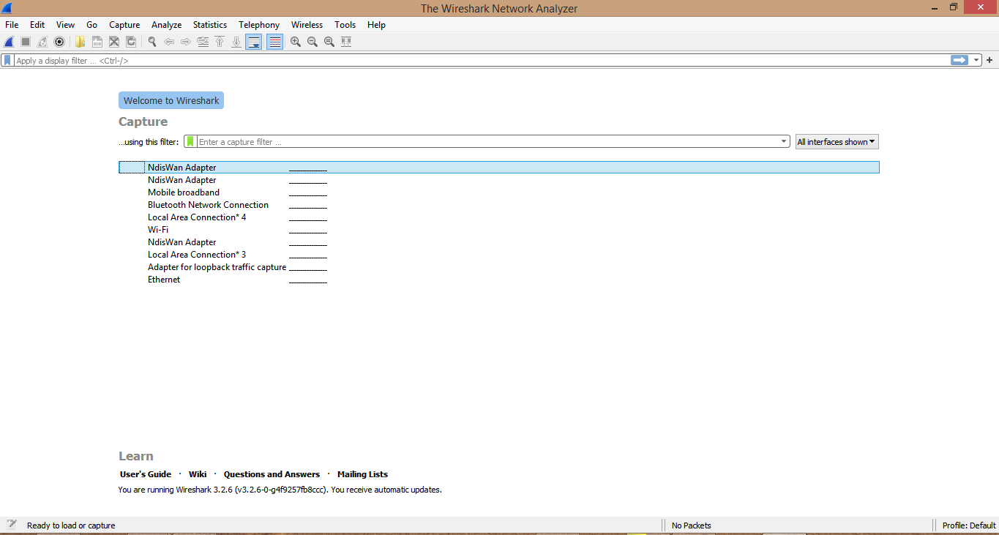 The Wireshark Network Analyzer
File Edit View Go Capture Analyze Statistics Telephony Wireless Tools Help
Apply a display filter ... <Ctrl-/>
Welcome to Wireshark
Capture
...using this filter: Enter a capture filter ... All interfaces shown
NdisWan Adapter
NdisWan Adapter
Mobile broadband
Bluetooth Network Connection
Local Area Connection* 4
Wi-Fi
NdisWan Adapter
Local Area Connection* 3
Adapter for loopback traffic capture
Ethernet
Learn
User's Guide · Wiki · Questions and Answers · Mailing Lists
You are running Wireshark 3.2.6 (v3.2.6-0-g4f9257fb8ccc). You receive automatic updates.
Ready to load or capture No Packets Profile: Default